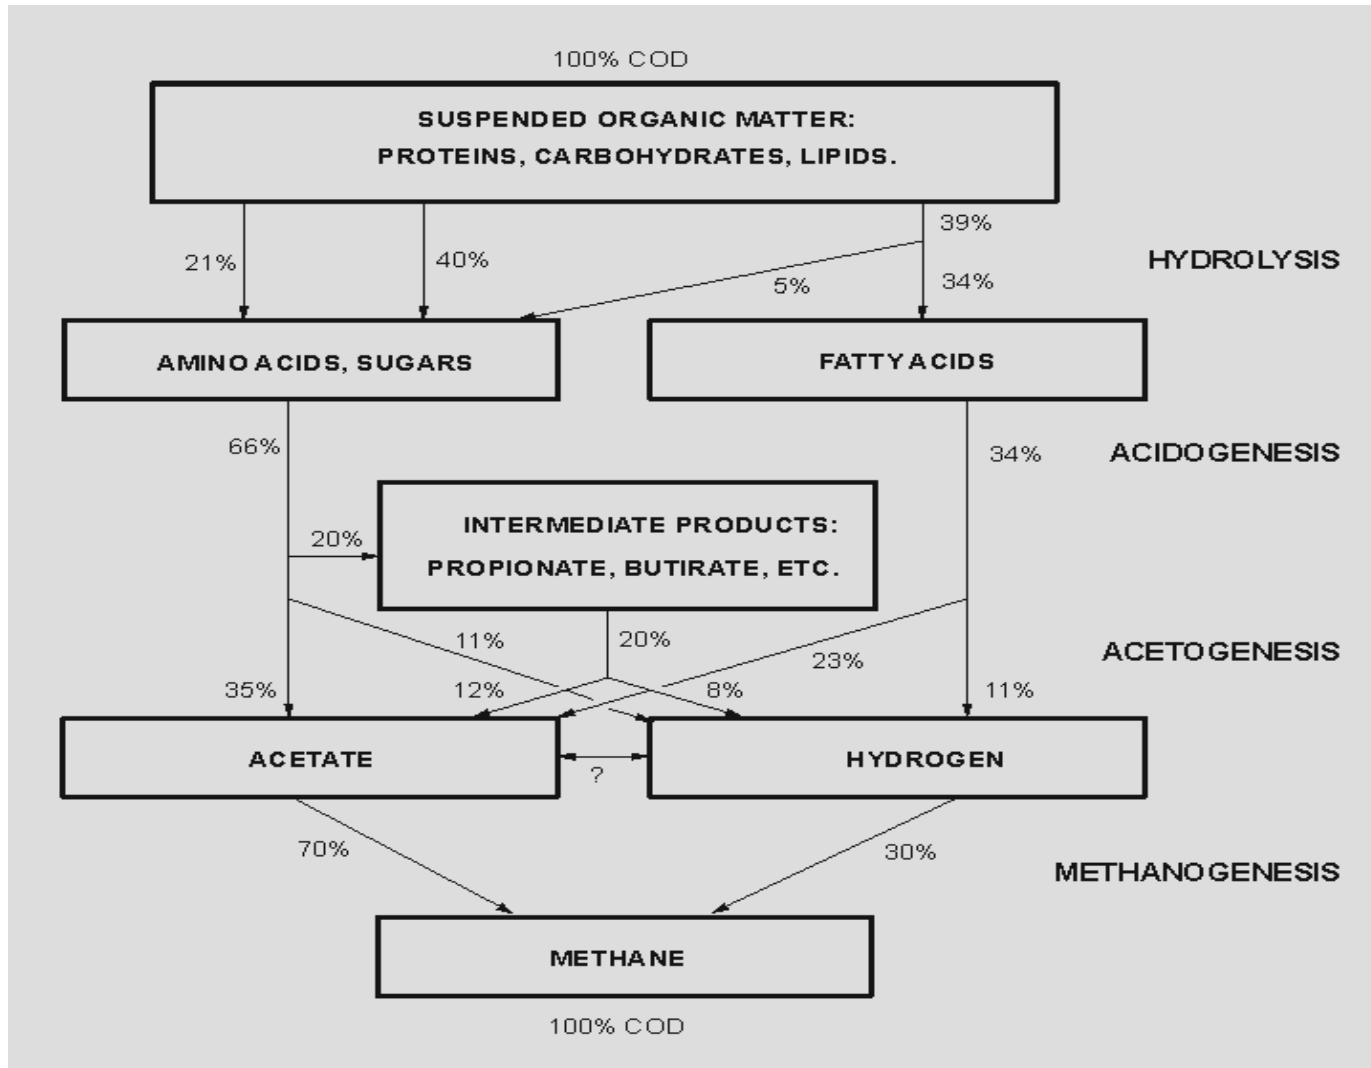 100% COD
SUSPENDED ORGANIC MATTER:
PROTEINS, CARBOHYDRATES, LIPIDS.
39%
21%
40%
HYDROLYSIS
5%
34%
AMINO ACIDS, SUGARS
FATTY ACIDS
66%
34%
ACIDOGENESIS
INTERMEDIATE PRODUCTS:
20%
PROPIONATE, BUTIRATE, ETC.
11%
20%
23%
ACETOGENESIS
35%
12%
8%
11%
ACETATE
HYDROGEN
?
70%
30%
METHANOGENESIS
METHANE
100% COD